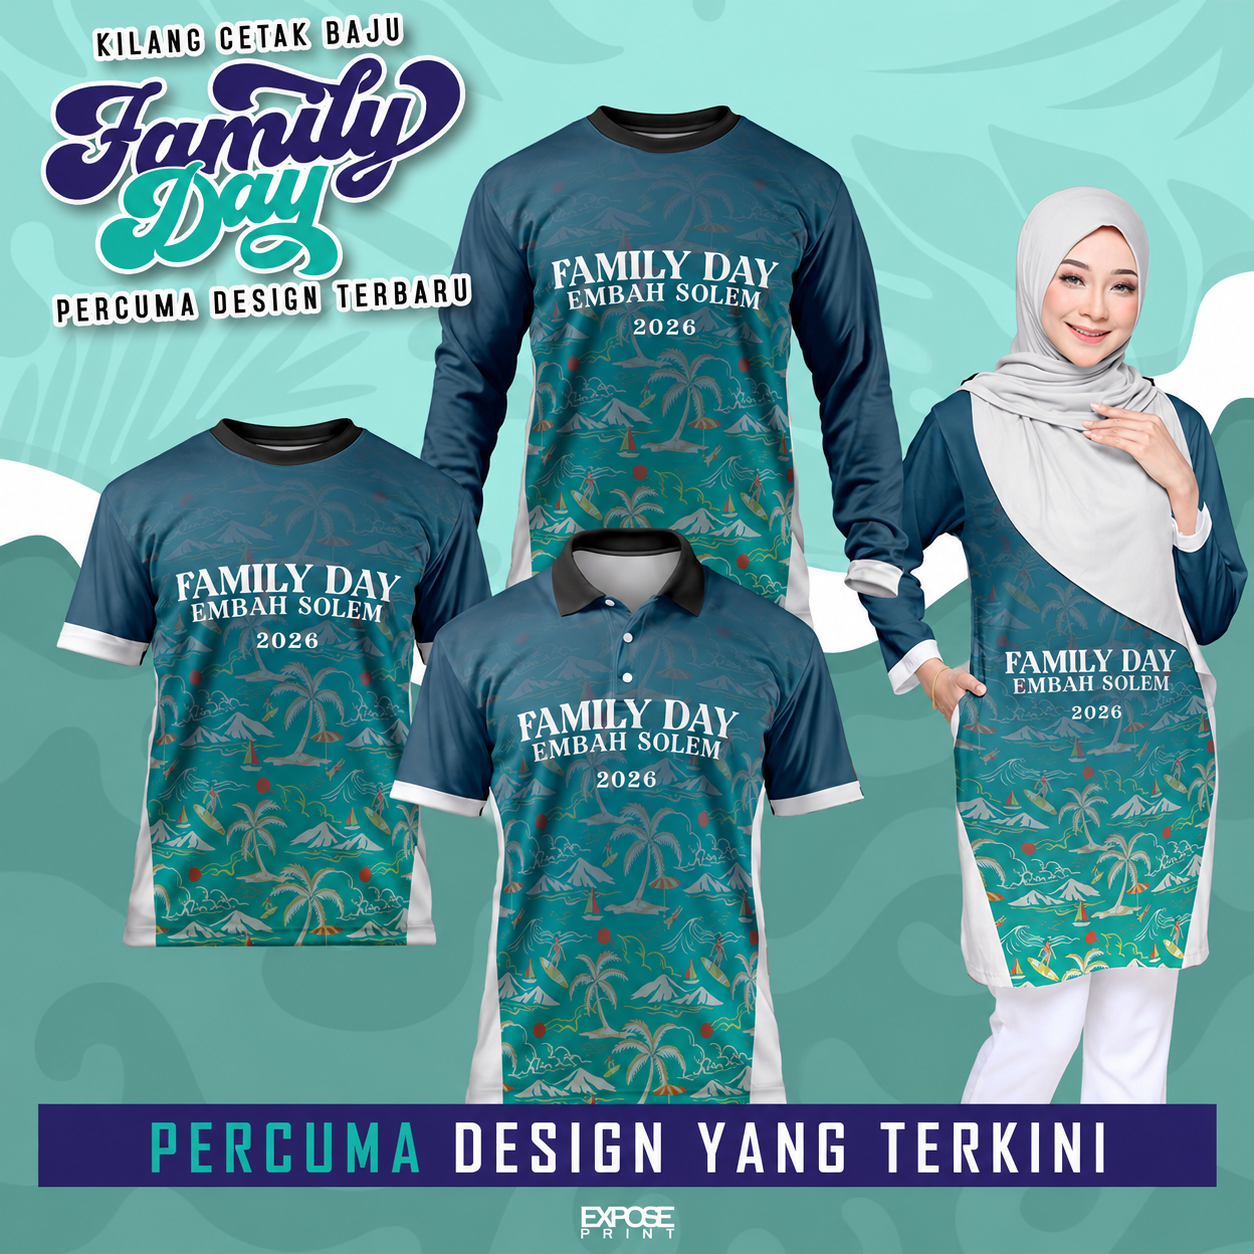 KILANG CETAK BAJU
Family
Day
PERCUMA DESIGN TERBARU
FAMILY DAY
EMBAH SOLEM
2026
FAMILY DAY
EMBAH SOLEM
2026
FAMILY DAY
EMBAH SOLEM
2026
FAMILY DAY
EMBAH SOLEM
2026
PERCUMA DESIGN YANG TERKINI
EXPOSE
PRINT